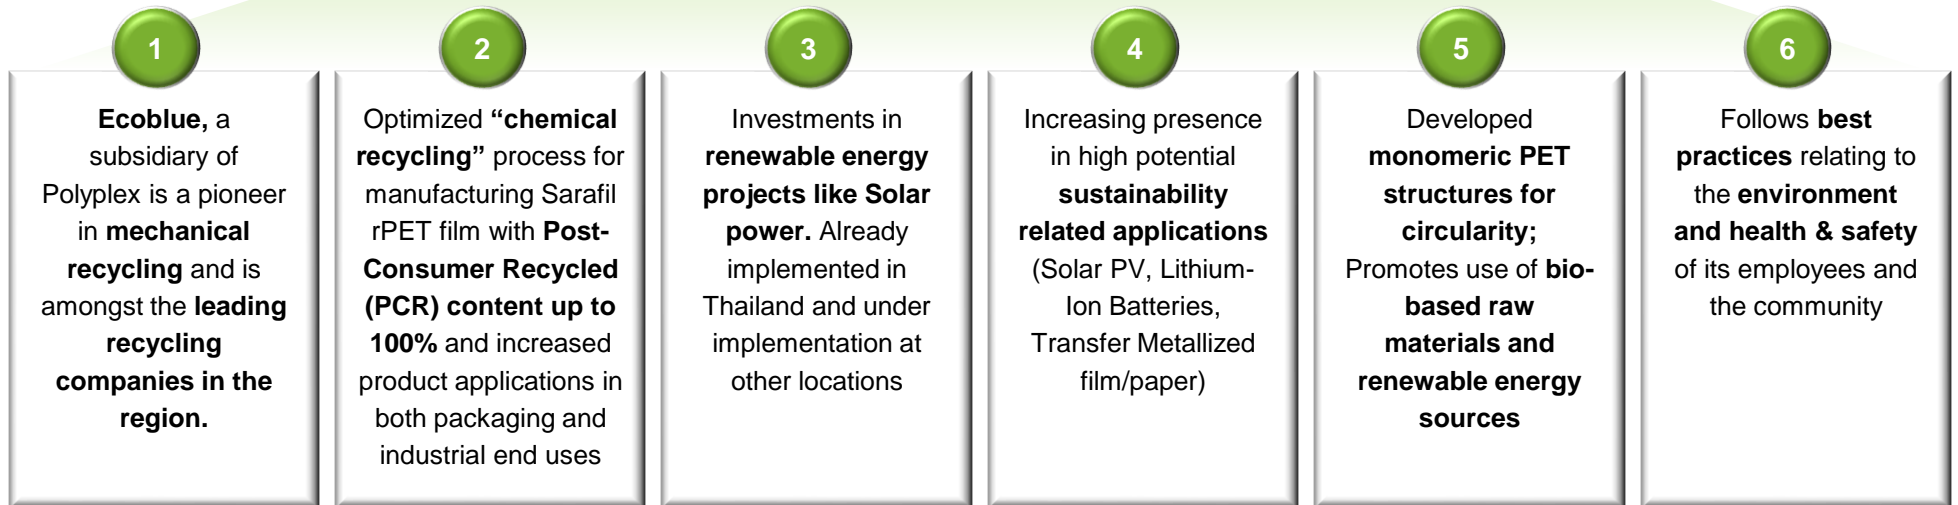 1
Ecoblue, a
subsidiary of
Polyplex is a pioneer
in mechanical
recycling and is
amongst the leading
recycling
companies in the
region.
2
Optimized “chemical
recycling” process for
manufacturing Sarafil
rPET film with Post-
Consumer Recycled
(PCR) content up to
100% and increased
product applications in
both packaging and
industrial end uses
3
Investments in
renewable energy
projects like Solar
power. Already
implemented in
Thailand and under
implementation at
other locations
4
Increasing presence
in high potential
sustainability
related applications
(Solar PV, Lithium-
Ion Batteries,
Transfer Metallized
film/paper)
5
Developed
monomeric PET
structures for
circularity;
Promotes use of bio-
based raw
materials and
renewable energy
sources
6
Follows best
practices relating to
the environment
and health & safety
of its employees and
the community